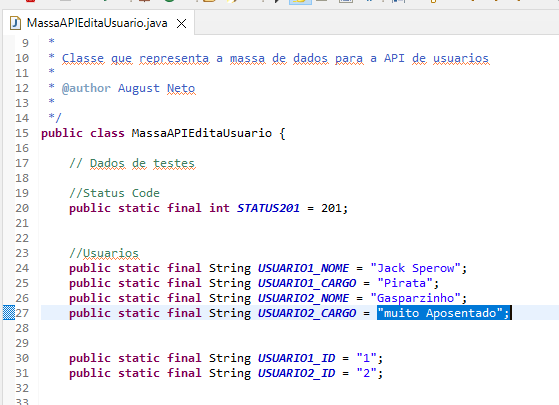 MassaAPIEditaUsuario.java
9 *
10 * Classe que representa a massa de dados para a API de usuarios
11 *
12 * @author August Neto
13 *
14 */
15 public class MassaAPIEditaUsuario {
16
17 // Dados de testes
18
19 //Status Code
20 public static final int STATUS201 = 201;
21
22
23 //Usuarios
24 public static final String USUARIO1_NOME = "Jack Sperow";
25 public static final String USUARIO1_CARGO = "Pirata";
26 public static final String USUARIO2_NOME = "Gasparzinho";
27 public static final String USUARIO2_CARGO = "muito Aposentado";
28
29
30 public static final String USUARIO1_ID = "1";
31 public static final String USUARIO2_ID = "2";
32
33